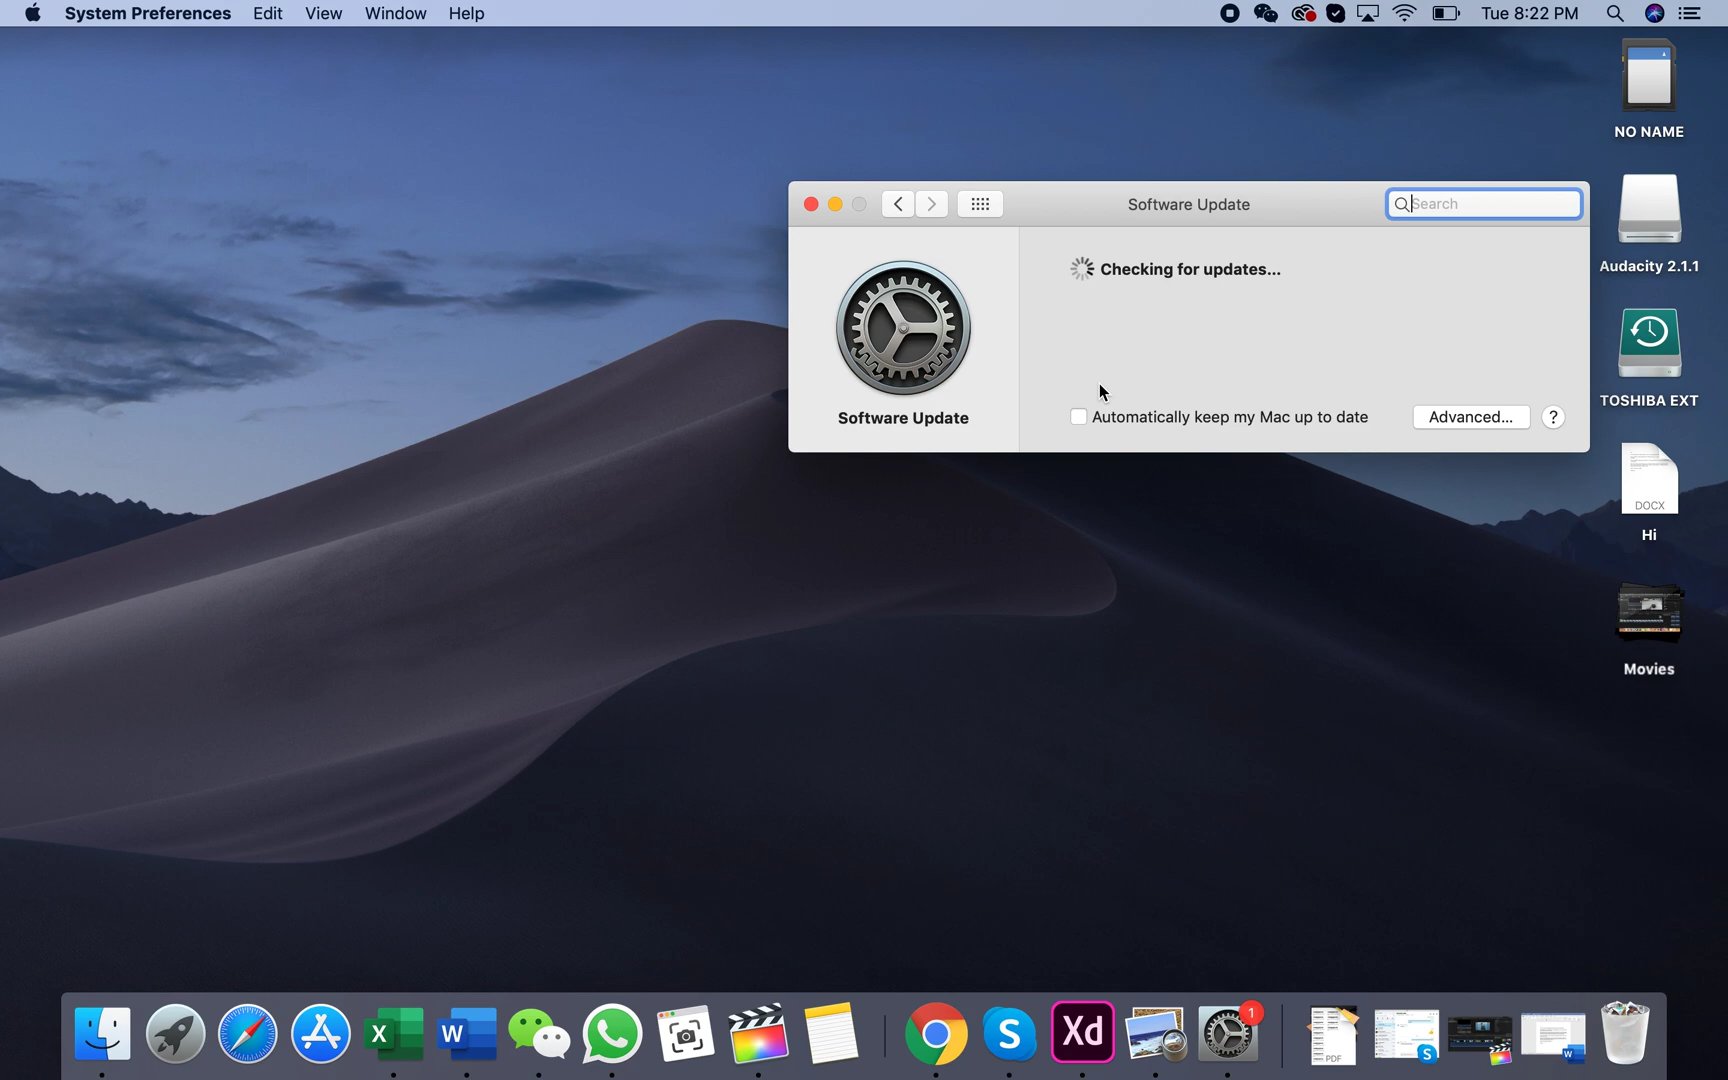 System Preferences Edit View Window Help Tue 8:22 PM
NO NAME
Software Update Search
Checking for updates...
Audacity 2.1.1
TOSHIBA EXT
Software Update
Automatically keep my Mac up to date Advanced... ?
DOCX
Hi
Movies
X W Xd S 1
PDF S W